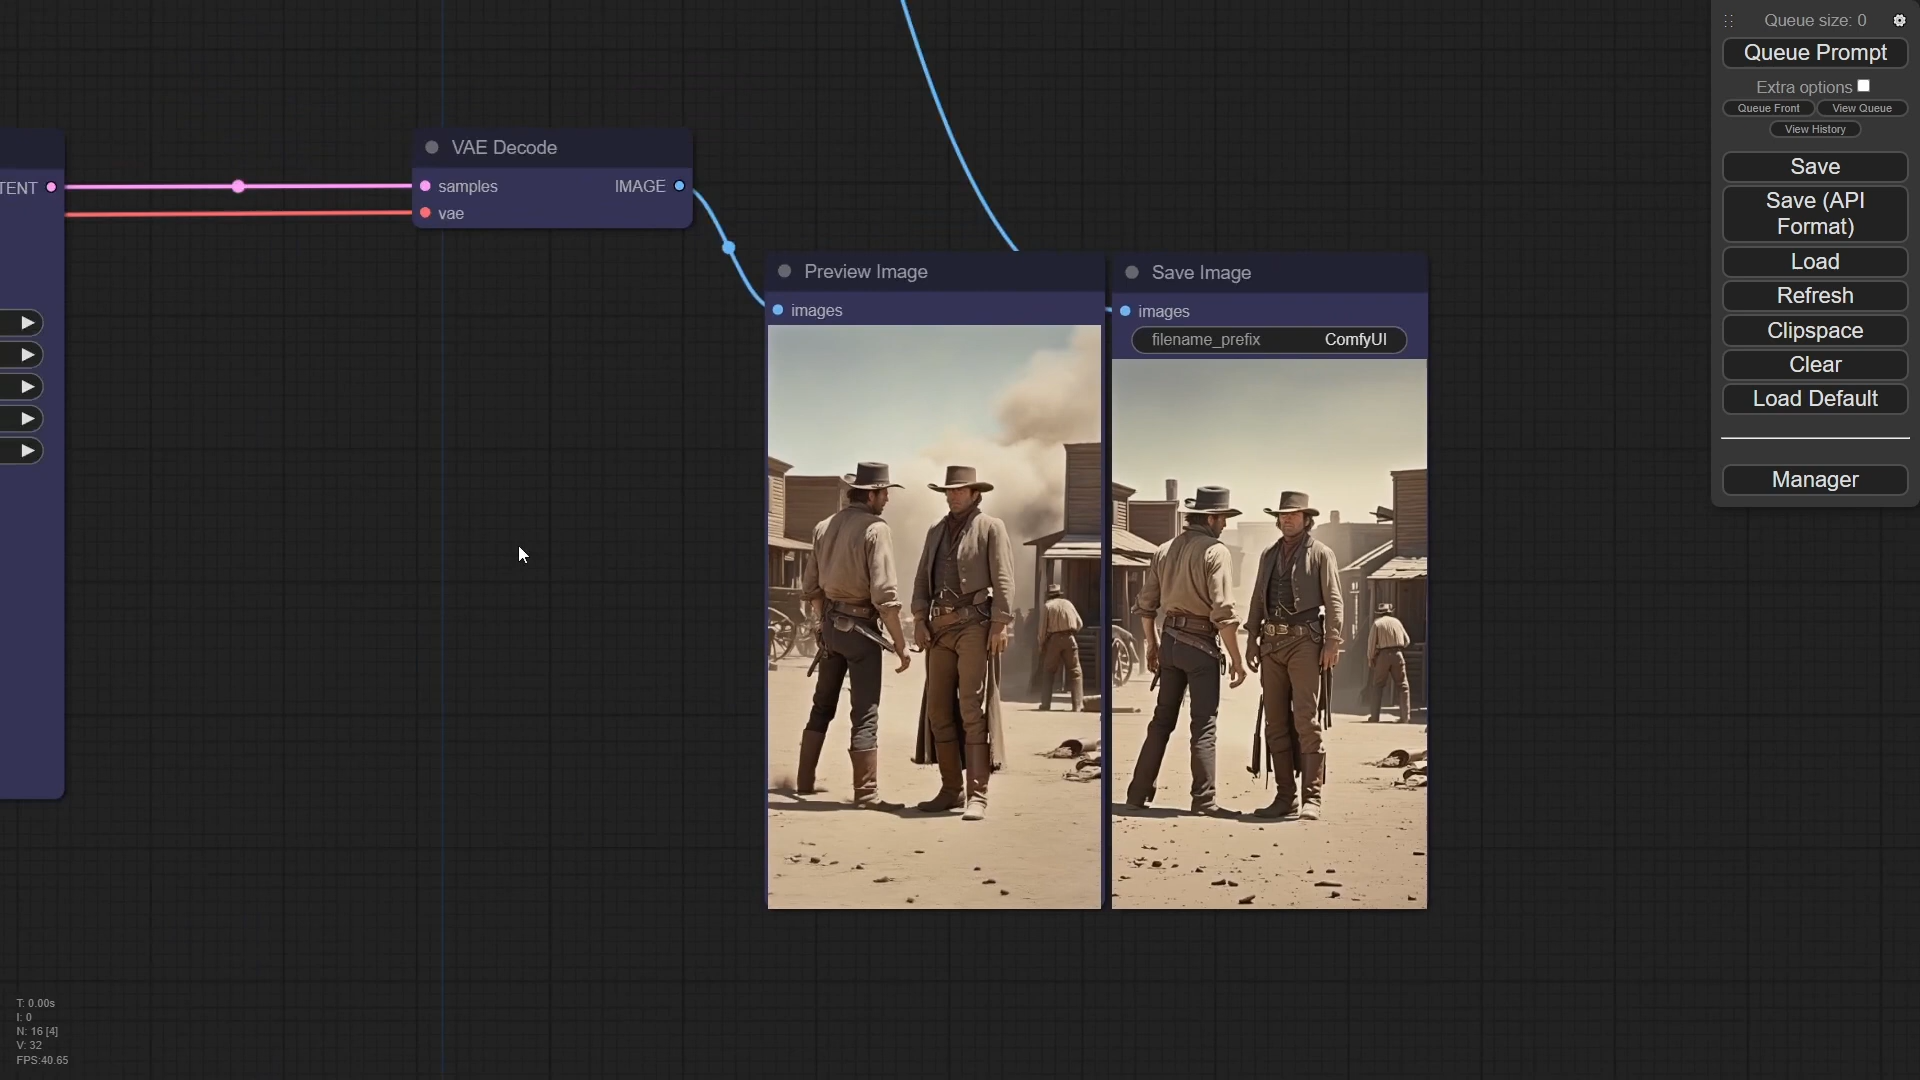 Queue size: 0
Queue Prompt
Extra options
Queue Front
View Queue
View History
Save
Save (API
Format)
Load
Refresh
Clipspace
Clear
Load Default
Manager
TENT
VAE Decode
samples
IMAGE
vae
Preview Image
images
Save Image
images
filename_prefix
ComfyUI
T: 0.00s
I: 0
N: 16 [4]
V: 32
FPS:40.65